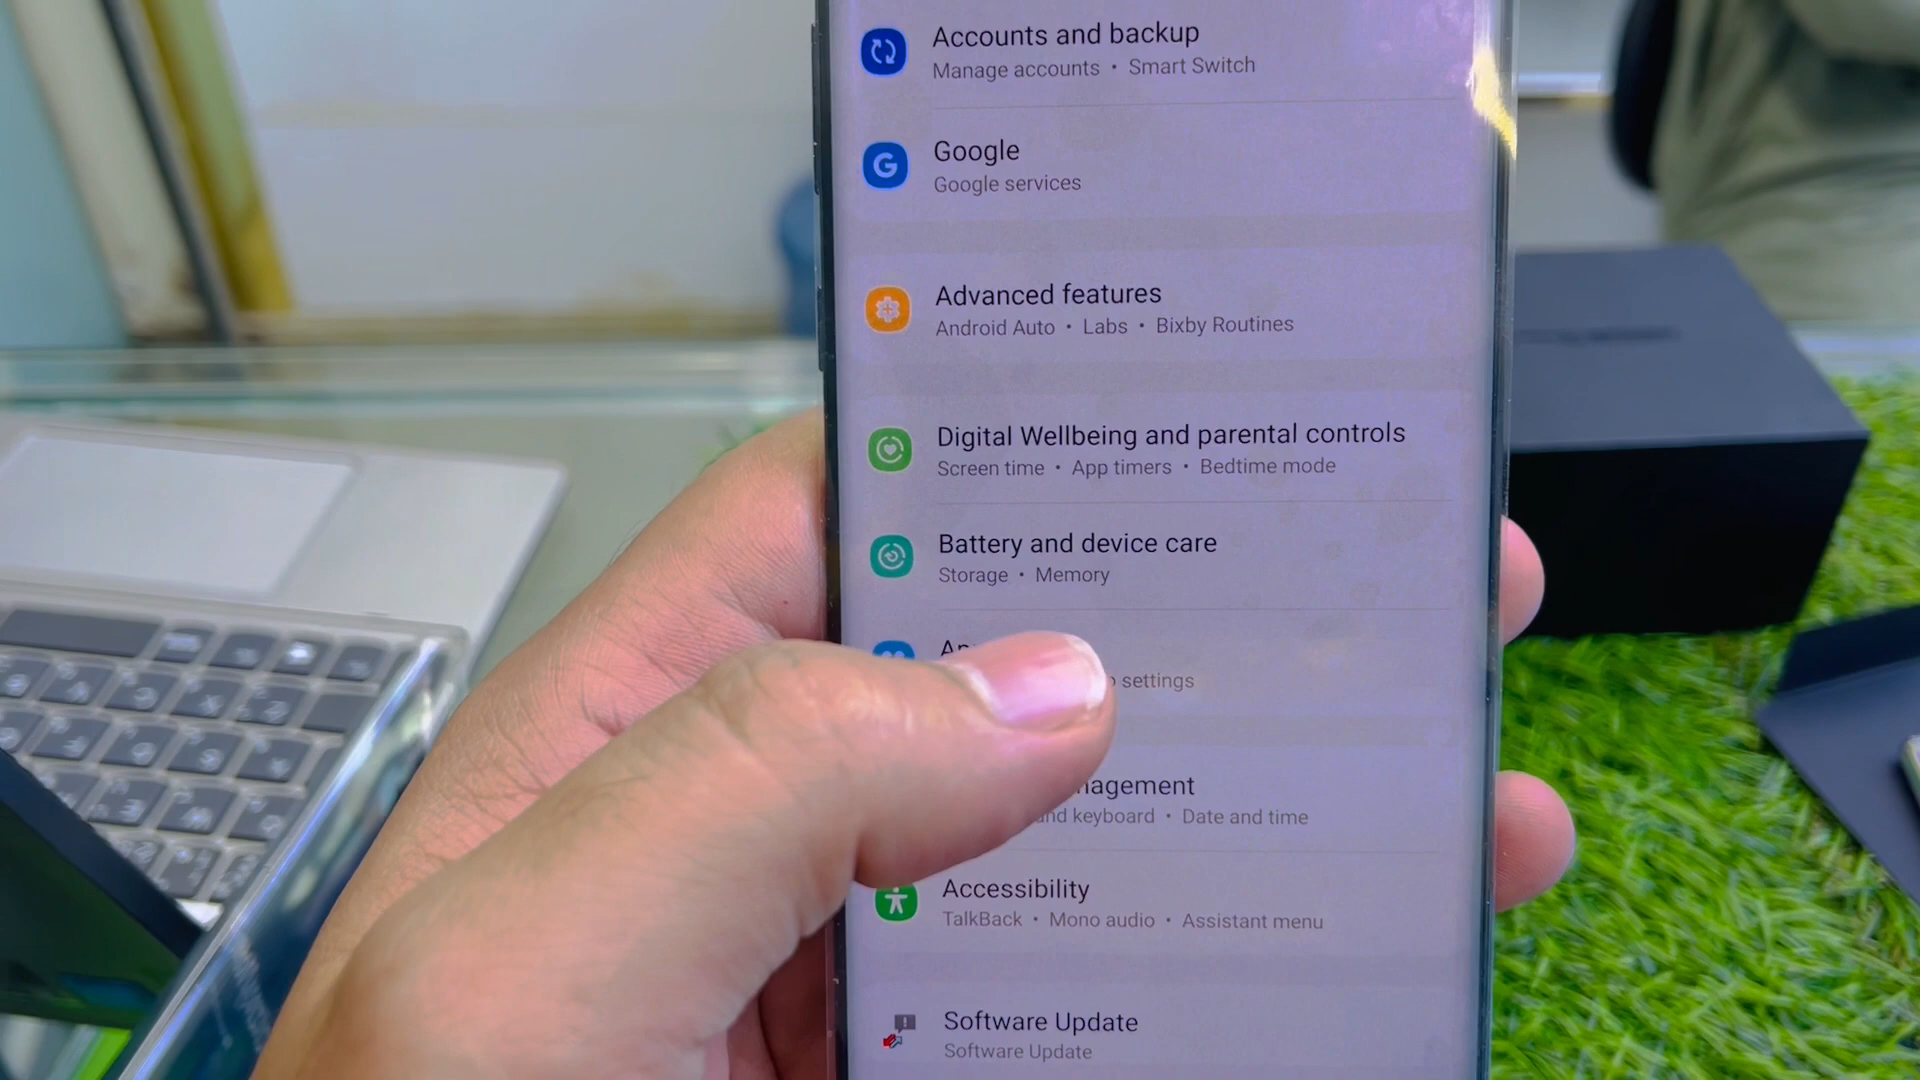 Accounts and backup
Manage accounts • Smart Switch
Google
Google services
Advanced features
Android Auto • Labs • Bixby Routines
Digital Wellbeing and parental controls
Screen time • App timers • Bedtime mode
Battery and device care
Storage • Memory
settings
and keyboard • Date and time
Accessibility
TalkBack • Mono audio • Assistant menu
Software Update
Software Update